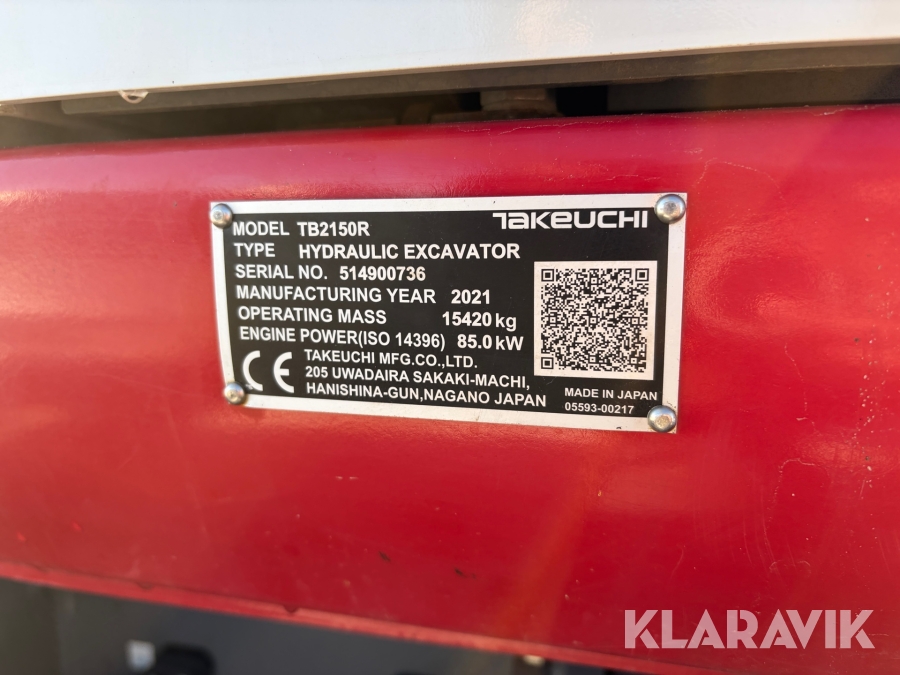 TAKEUCHI
MODEL TB2150R
TYPE HYDRAULIC EXCAVATOR
SERIAL NO. 514900736
MANUFACTURING YEAR 2021
OPERATING MASS 15420 kg
ENGINE POWER(ISO 14396) 85.0 kW
CE
TAKEUCHI MFG.CO.,LTD.
205 UWADAIRA SAKAKI-MACHI,
HANISHINA-GUN,NAGANO JAPAN
MADE IN JAPAN
05593-00217
KLARAVIK